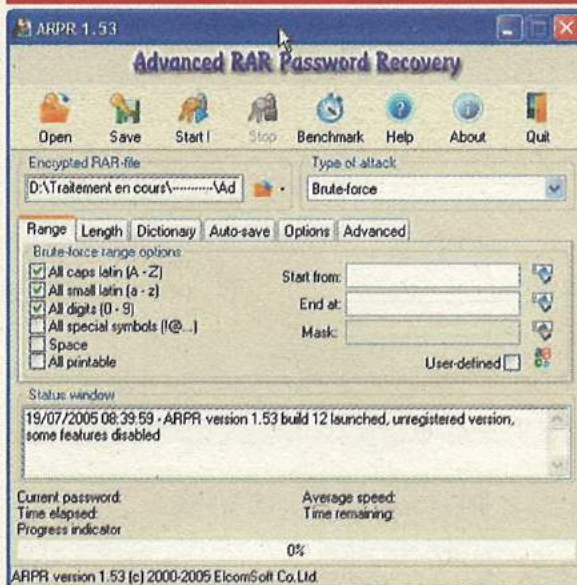 ARPR 1.53
Advanced RAR Password Recovery
Open Save Start! Stop Benchmark Help About Quit
Encrypted RAR-file
D:\Traitement en cours\-----------\Ad
Type of attack
Brute-force
Range Length Dictionary Auto-save Options Advanced
Brute-force range options
All caps latin (A - Z)
All small latin (a - z)
All digits (0 - 9)
All special symbols (!@...)
Space
All printable
Start from:
End at:
Mask:
User-defined
Status window
19/07/2005 08:39:59 - ARPR version 1.53 build 12 launched, unregistered version,
some features disabled
Current password:
Average speed:
Time elapsed:
Time remaining:
Progress indicator
0%
ARPR version 1.53 (c) 2000-2005 ElcomSoft Co.Ltd.